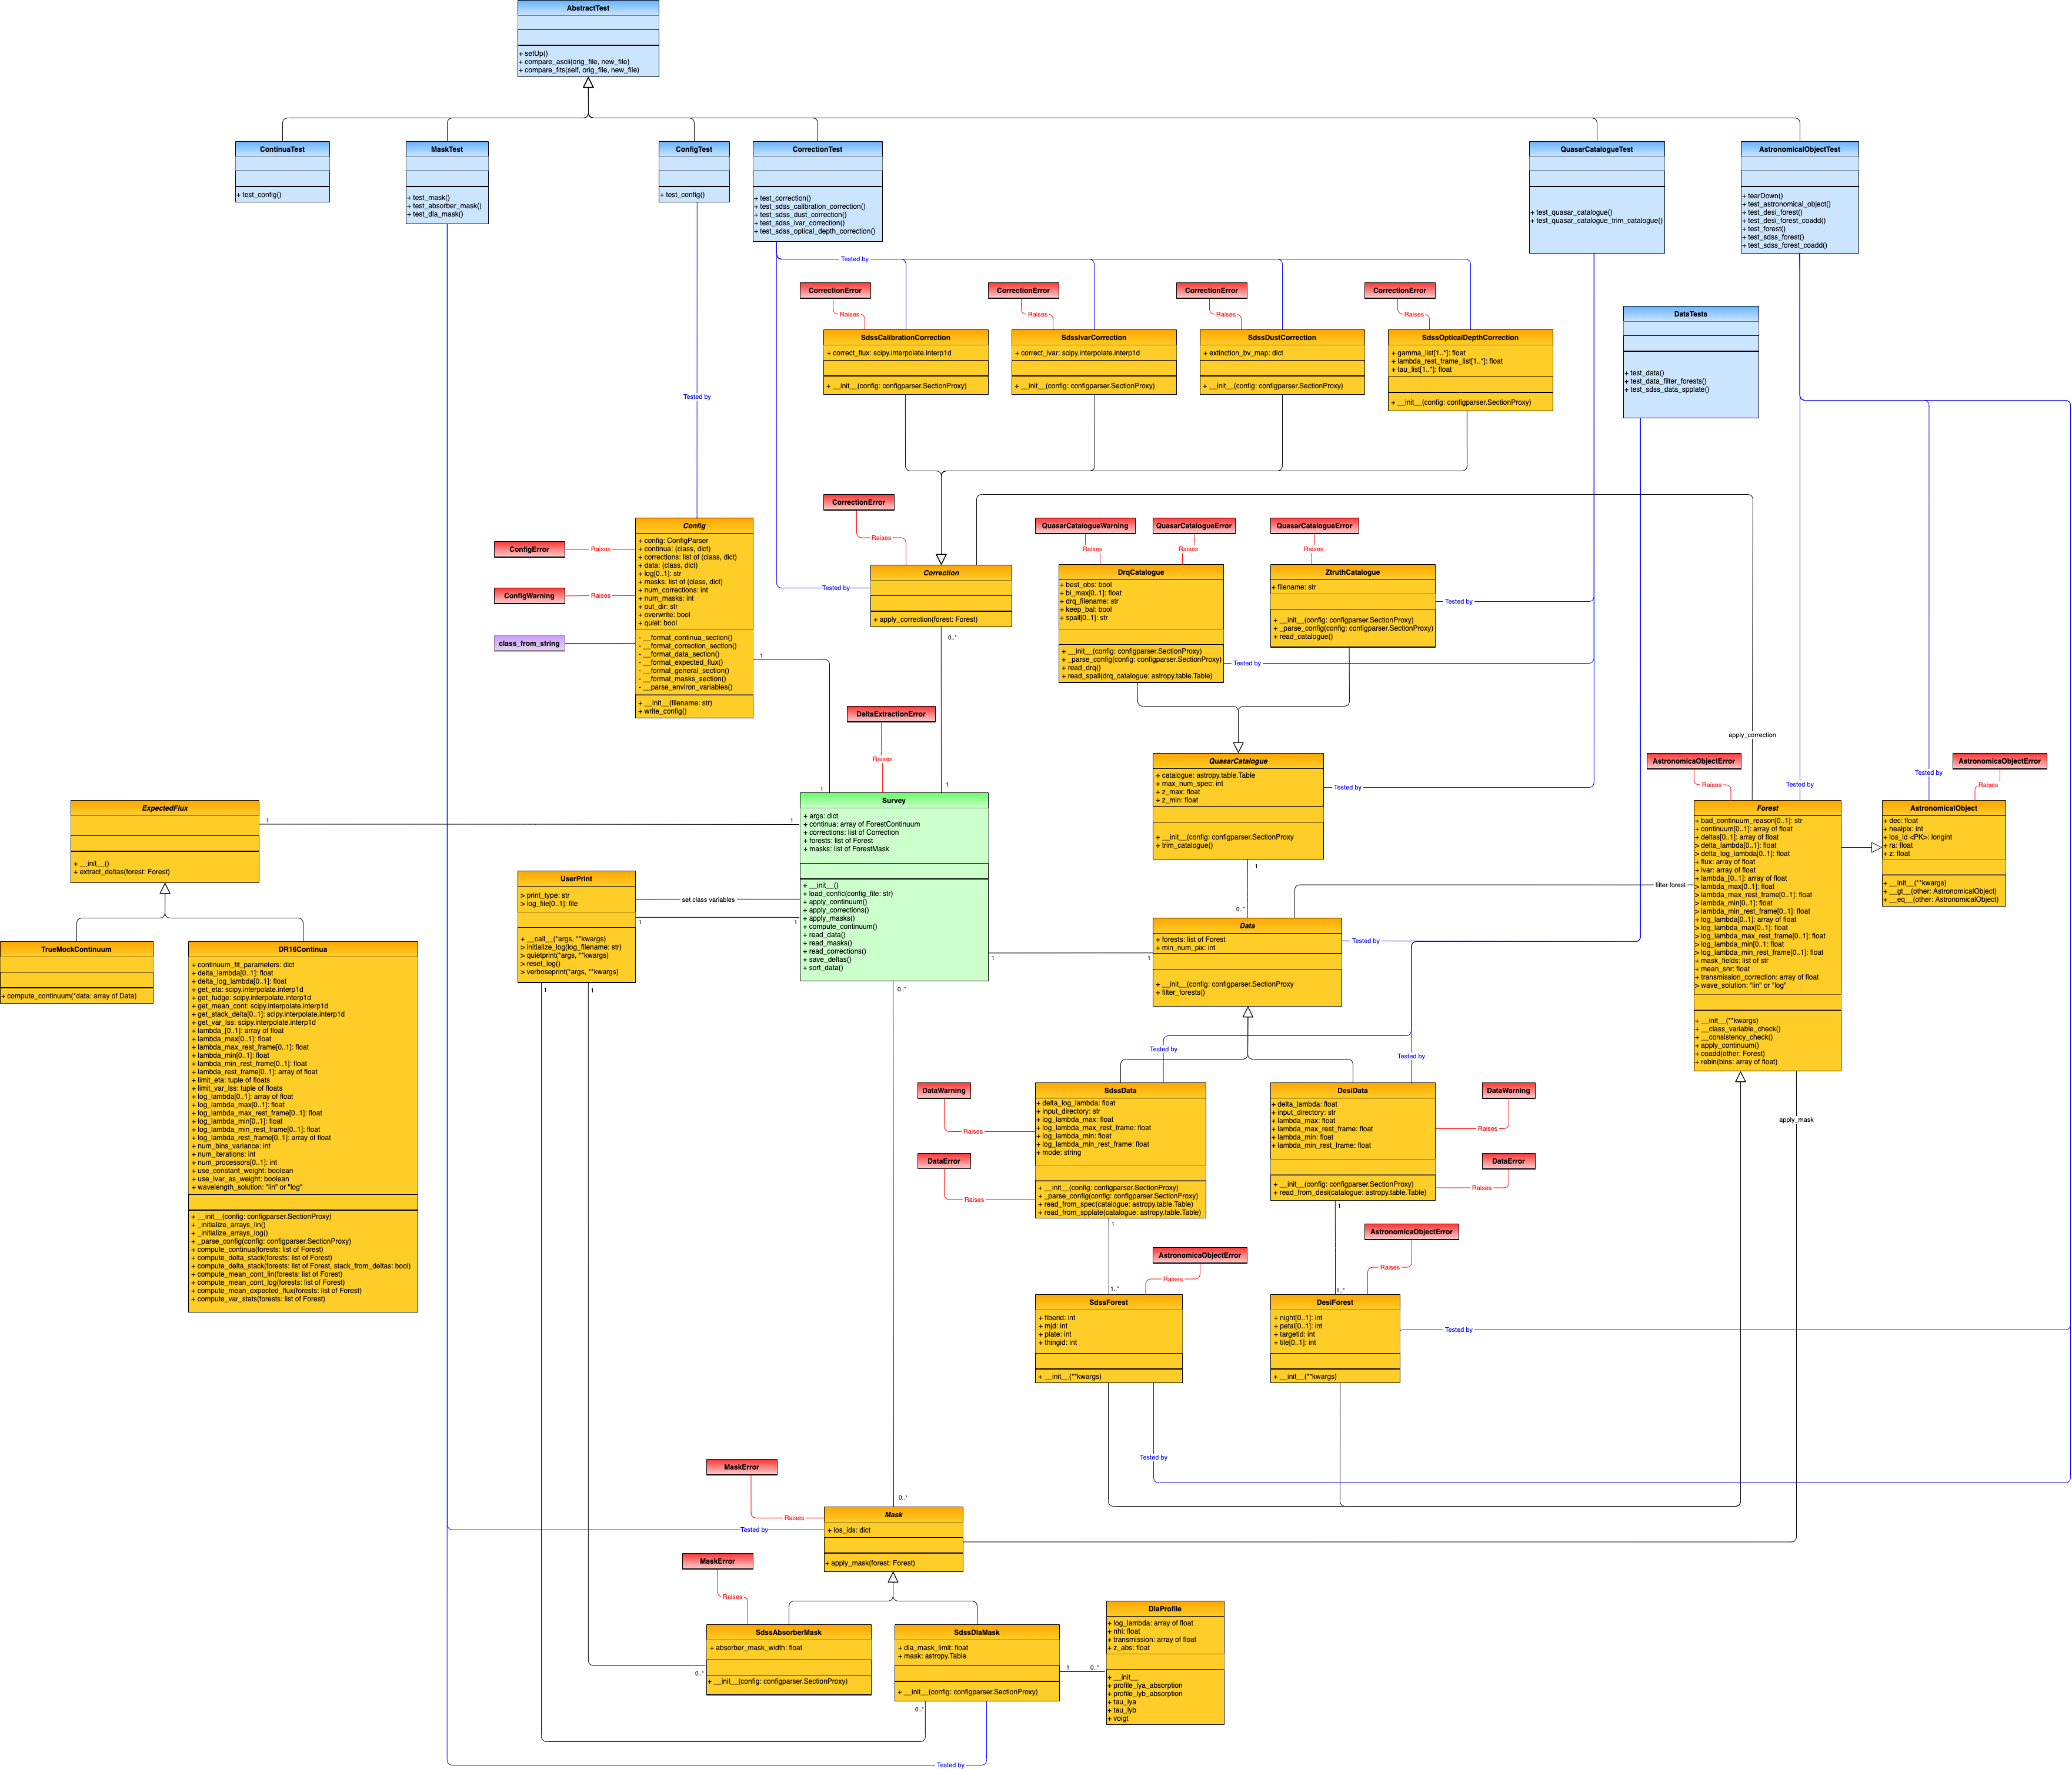 AbstractTest
+ setUp()
+ compare_ascii(orig_file, new_file)
+ compare_fits(self, orig_file, new_file)
ContinuaTest
+ test_config()
MaskTest
+ test_mask()
+ test_absorber_mask()
+ test_dla_mask()
ConfigTest
+ test_config()
CorrectionTest
+ test_correction()
+ test_sdss_calibration_correction()
+ test_sdss_dust_correction()
+ test_sdss_ivar_correction()
+ test_sdss_optical_depth_correction()
QuasarCatalogueTest
+ test_quasar_catalogue()
+ test_quasar_catalogue_trim_catalogue()
AstronomicalObjectTest
+ tearDown()
+ test_astronomical_object()
+ test_desi_forest()
+ test_desi_forest_coadd()
+ test_forest()
+ test_sdss_forest()
+ test_sdss_forest_coadd()
Tested by
CorrectionError
Raises
CorrectionError
Raises
CorrectionError
Raises
CorrectionError
Raises
SdssCalibrationCorrection
+ correct_flux: scipy.interpolate.interp1d
+ __init__(config: configparser.SectionProxy)
SdssIvarCorrection
+ correct_ivar: scipy.interpolate.interp1d
+ __init__(config: configparser.SectionProxy)
SdssDustCorrection
+ extinction_bv_map: dict
+ __init__(config: configparser.SectionProxy)
SdssOpticalDepthCorrection
+ gamma_list[1..*]: float
+ lambda_rest_frame_list[1..*]: float
+ tau_list[1..*]: float
+ __init__(config: configparser.SectionProxy)
DataTests
+ test_data()
+ test_data_filter_forests()
+ test_sdss_data_spplate()
Tested by
CorrectionError
Raises
ConfigError
Raises
ConfigWarning
Raises
class_from_string
Config
+ config: ConfigParser
+ continua: (class, dict)
+ corrections: list of (class, dict)
+ data: (class, dict)
+ log[0..1]: str
+ masks: list of (class, dict)
+ num_corrections: int
+ num_masks: int
+ out_dir: str
+ overwrite: bool
+ quiet: bool
- __format_continua_section()
- __format_correction_section()
- __format_data_section()
- __format_expected_flux()
- __format_general_section()
- __format_masks_section()
- __parse_environ_variables()
+ __init__(filename: str)
+ write_config()
1
1
Tested by
Correction
+ apply_correction(forest: Forest)
0..*
1
QuasarCatalogueWarning
Raises
QuasarCatalogueError
Raises
QuasarCatalogueError
Raises
DrqCatalogue
+ best_obs: bool
+ bi_max[0..1]: float
+ drq_filename: str
+ keep_bal: bool
+ spall[0..1]: str
+ __init__(config: configparser.SectionProxy)
+ _parse_config(config: configparser.SectionProxy)
+ read_drq()
+ read_spall(drq_catalogue: astropy.table.Table)
ZtruthCatalogue
+ filename: str
+ __init__(config: configparser.SectionProxy)
+ _parse_config(config: configparser.SectionProxy)
+ read_catalogue()
Tested by
Tested by
DeltaExtractionError
Raises
QuasarCatalogue
+ catalogue: astropy.table.Table
+ max_num_spec: int
+ z_max: float
+ z_min: float
+ __init__(config: configparser.SectionProxy
+ trim_catalogue()
Tested by
1
0..*
apply_correction
AstronomicaObjectError
Raises
Tested by
Tested by
AstronomicaObjectError
Raises
Forest
+ bad_continuum_reason[0..1]: str
+ continuum[0..1]: array of float
+ deltas[0..1]: array of float
> delta_lambda[0..1]: float
> delta_log_lambda[0..1]: float
+ flux: array of float
+ ivar: array of float
+ lambda_[0..1]: array of float
> lambda_max[0..1]: float
> lambda_max_rest_frame[0..1]: float
> lambda_min[0..1]: float
> lambda_min_rest_frame[0..1]: float
+ log_lambda[0..1]: array of float
> log_lambda_max[0..1]: float
> log_lambda_max_rest_frame[0..1]: float
> log_lambda_min[0..1: float
> log_lambda_min_rest_frame[0..1]: float
+ mask_fields: list of str
+ mean_snr: float
+ transmission_correction: array of float
> wave_solution: "lin" or "log"
+ __init__(**kwargs)
+ __class_variable_check()
+ __consistency_check()
+ apply_continuum()
+ coadd(other: Forest)
+ rebin(bins: array of float)
AstronomicalObject
+ dec: float
+ healpix: int
+ los_id <PK>: longint
+ ra: float
+ z: float
+ __init__(**kwargs)
+ __gt__(other: AstronomicalObject)
+ __eq__(other: AstronomicalObject)
ExpectedFlux
+ __init__()
+ extract_deltas(forest: Forest)
1
1
Survey
+ args: dict
+ continua: array of ForestContinuum
+ corrections: list of Correction
+ forests: list of Forest
+ masks: list of ForestMask
+ __init__()
+ load_confic(config_file: str)
+ apply_continuum()
+ apply_corrections()
+ apply_masks()
+ compute_continuum()
+ read_data()
+ read_masks()
+ read_corrections()
+ save_deltas()
+ sort_data()
UserPrint
> print_type: str
> log_file[0..1]: file
+ __call__(*args, **kwargs)
> initialize_log(log_filename: str)
> quietprint(*args, **kwargs)
> reset_log()
> verboseprint(*args, **kwargs)
set class variables
1
1
1
1
1
1
0..*
filter forest
Data
+ forests: list of Forest
+ min_num_pix: int
+ __init__(config: configparser.SectionProxy
+ filter_forests()
Tested by
TrueMockContinuum
+ compute_continuum(*data: array of Data)
DR16Continua
+ continuum_fit_parameters: dict
+ delta_lambda[0..1]: float
+ delta_log_lambda[0..1]: float
+ get_eta: scipy.interpolate.interp1d
+ get_fudge: scipy.interpolate.interp1d
+ get_mean_cont: scipy.interpolate.interp1d
+ get_stack_delta[0..1]: scipy.interpolate.interp1d
+ get_var_lss: scipy.interpolate.interp1d
+ lambda_[0..1]: array of float
+ lambda_max[0..1]: float
+ lambda_max_rest_frame[0..1]: float
+ lambda_min[0..1]: float
+ lambda_min_rest_frame[0..1]: float
+ lambda_rest_frame[0..1]: array of float
+ limit_eta: tuple of floats
+ limit_var_lss: tuple of floats
+ log_lambda[0..1]: array of float
+ log_lambda_max[0..1]: float
+ log_lambda_max_rest_frame[0..1]: float
+ log_lambda_min[0..1]: float
+ log_lambda_min_rest_frame[0..1]: float
+ log_lambda_rest_frame[0..1]: array of float
+ num_bins_variance: int
+ num_iterations: int
+ num_processors[0..1]: int
+ use_constant_weight: boolean
+ use_ivar_as_weight: boolean
+ wavelength_solution: "lin" or "log"
+ __init__(config: configparser.SectionProxy)
+ _initialize_arrays_lin()
+ _initialize_arrays_log()
+ _parse_config(config: configparser.SectionProxy)
+ compute_continua(forests: list of Forest)
+ compute_delta_stack(forests: list of Forest)
+ compute_delta_stack(forests: list of Forest, stack_from_deltas: bool)
+ compute_mean_cont_lin(forests: list of Forest)
+ compute_mean_cont_log(forests: list of Forest)
+ compute_mean_expected_flux(forests: list of Forest)
+ compute_var_stats(forests: list of Forest)
Tested by
Tested by
DataWarning
Raises
DataError
Raises
SdssData
+ delta_log_lambda: float
+ input_directory: str
+ log_lambda_max: float
+ log_lambda_max_rest_frame: float
+ log_lambda_min: float
+ log_lambda_min_rest_frame: float
+ mode: string
+ __init__(config: configparser.SectionProxy)
+ _parse_config(config: configparser.SectionProxy)
+ read_from_spec(catalogue: astropy.table.Table)
+ read_from_spplate(catalogue: astropy.table.Table)
DesiData
+ delta_lambda: float
+ input_directory: str
+ lambda_max: float
+ lambda_max_rest_frame: float
+ lambda_min: float
+ lambda_min_rest_frame: float
+ __init__(config: configparser.SectionProxy)
+ read_from_desi(catalogue: astropy.table.Table)
DataWarning
Raises
DataError
Raises
apply_mask
1
1..*
1
1..*
AstronomicaObjectError
Raises
AstronomicaObjectError
Raises
SdssForest
+ fiberid: int
+ mjd: int
+ plate: int
+ thingid: int
+ __init__(**kwargs)
DesiForest
+ night[0..1]: int
+ petal[0..1]: int
+ targetid: int
+ tile[0..1]: int
+ __init__(**kwargs)
Tested by
Tested by
MaskError
Raises
0..*
Tested by
Mask
+ los_ids: dict
+ apply_mask(forest: Forest)
MaskError
Raises
SdssAbsorberMask
+ absorber_mask_width: float
+ __init__(config: configparser.SectionProxy)
0..*
SdssDlaMask
+ dla_mask_limit: float
+ mask: astropy.Table
+ __init__(config: configparser.SectionProxy)
0..*
1
0..*
DlaProfile
+ log_lambda: array of float
+ nhi: float
+ transmission: array of float
+ z_abs: float
+ __init__
+ profile_lya_absorption
+ profile_lyb_absorption
+ tau_lya
+ tau_lyb
+ voigt
Tested by